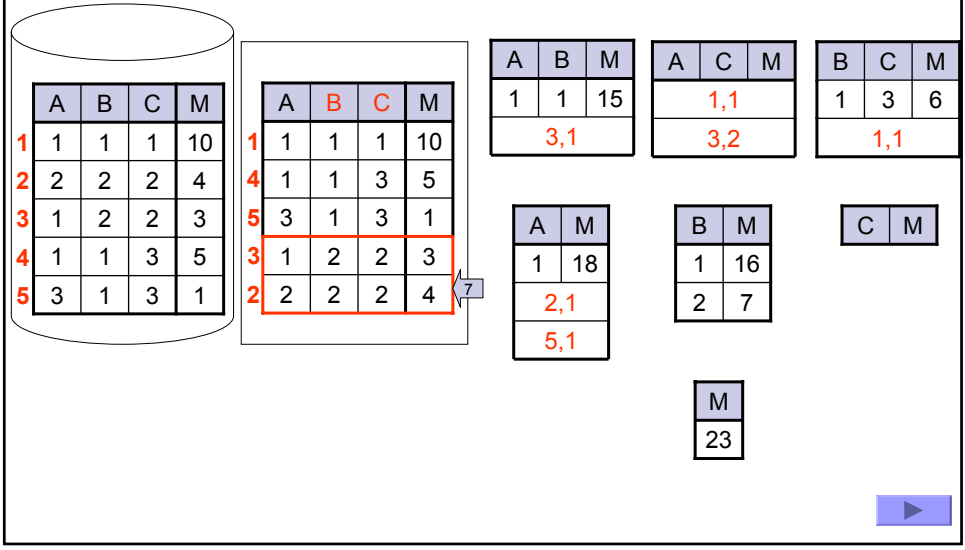 A B C M
1 1 1 1 10
2 2 2 2 4
3 1 2 2 3
4 1 1 3 5
5 3 1 3 1
A B C M
1 1 1 1 10
4 1 1 3 5
5 3 1 3 1
3 1 2 2 3
2 2 2 2 4
7
A B M
1 1 15
3,1
A C M
1,1
3,2
B C M
1 3 6
1,1
A M
1 18
2,1
5,1
B M
1 16
2 7
C M
M
23